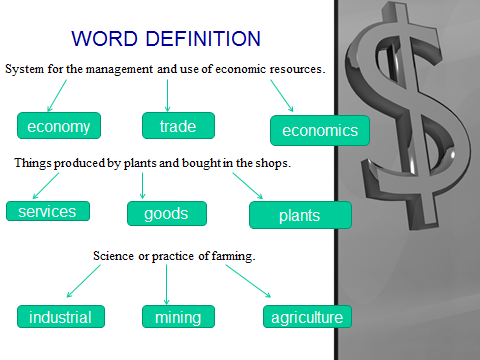 WORD DEFINITION
System for the management and use of economic resources.
economy trade economics
Things produced by plants and bought in the shops.
services goods plants
Science or practice of farming.
industrial mining agriculture